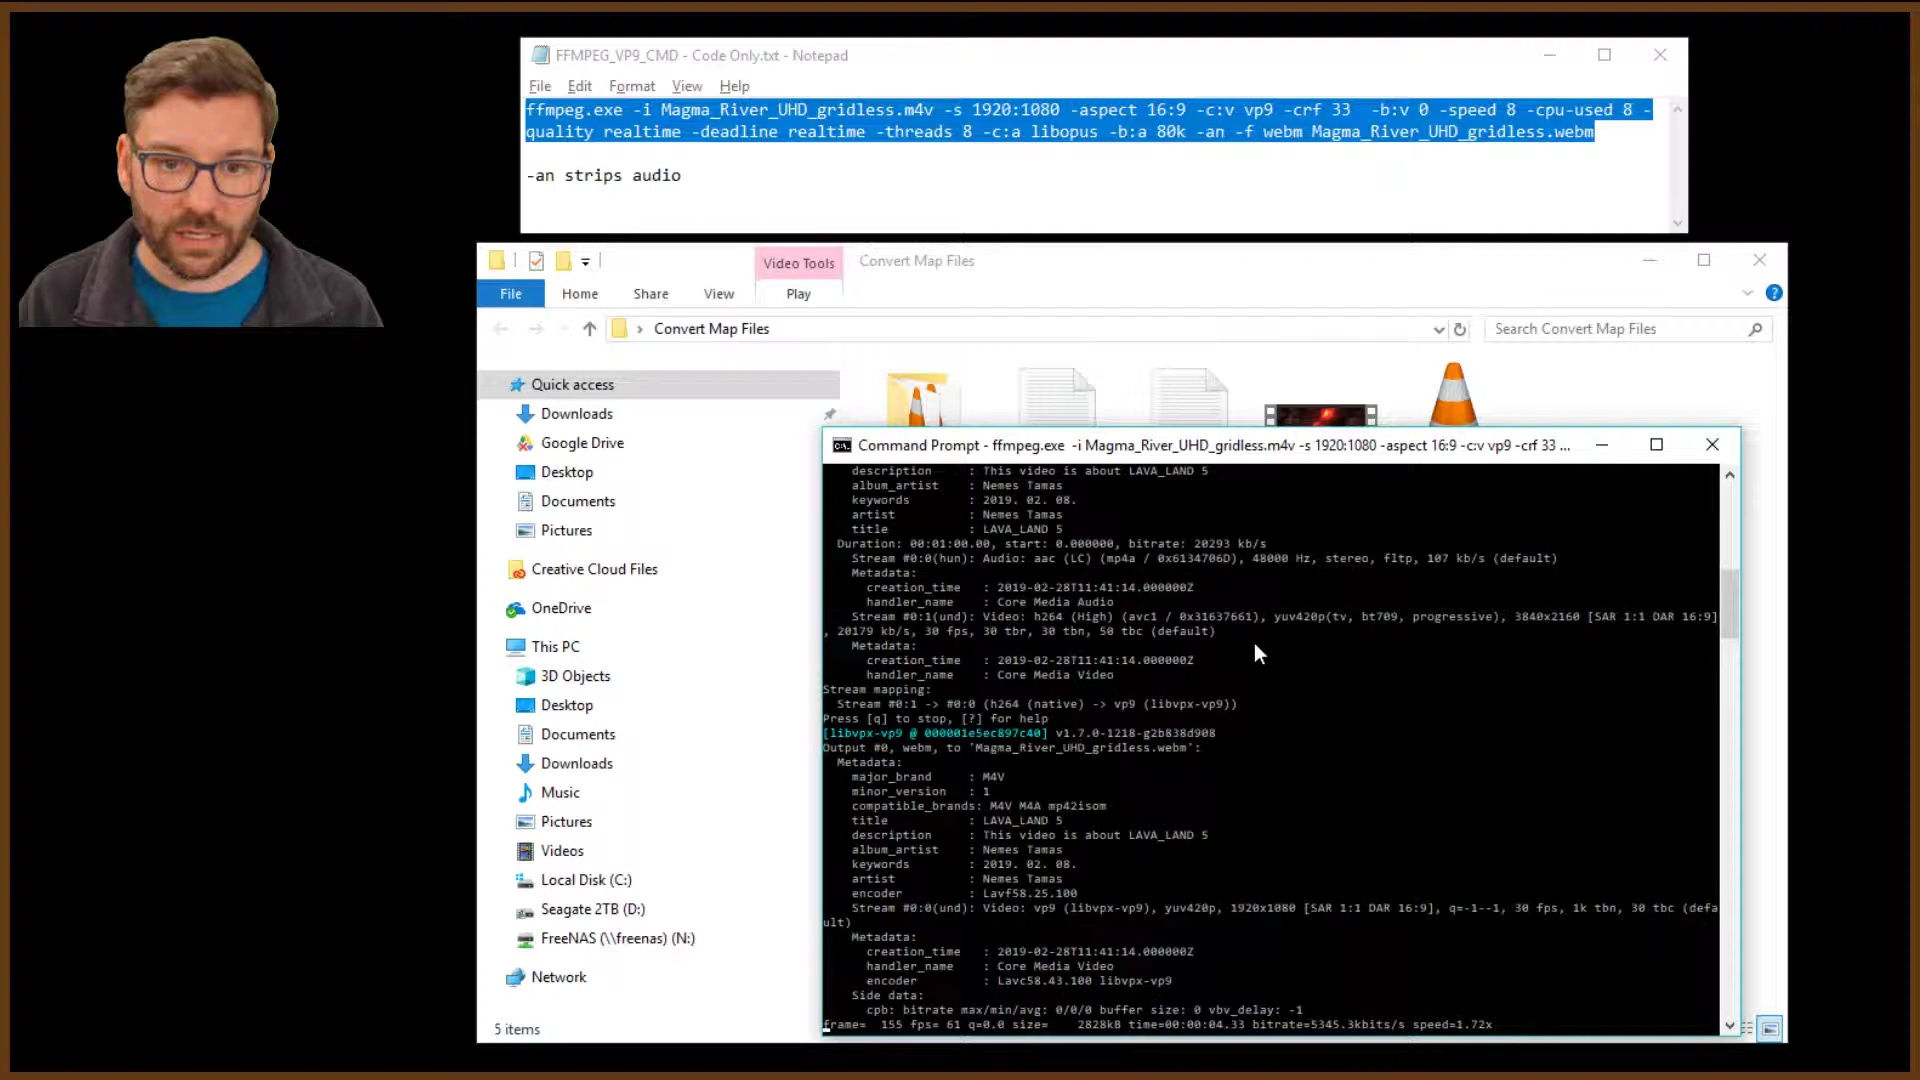 FFMPEG_VP9_CMD - Code Only.txt - Notepad
File Edit Format View Help
ffmpeg.exe -i Magma_River_UHD_gridless.m4v -s 1920:1080 -aspect 16:9 -c:v vp9 -crf 33  -b:v 0 -speed 8 -cpu-used 8 -
quality realtime -deadline realtime -threads 8 -c:a libopus -b:a 80k -an -f webm Magma_River_UHD_gridless.webm
-an strips audio
Video Tools Convert Map Files
File Home Share View Play
Convert Map Files
Search Convert Map Files
Quick access
Downloads
Google Drive
Desktop
Documents
Pictures
Creative Cloud Files
OneDrive
This PC
3D Objects
Desktop
Documents
Downloads
Music
Pictures
Videos
Local Disk (C:)
Seagate 2TB (D:)
FreeNAS (\\freenas) (N:)
Network
5 items
Command Prompt - ffmpeg.exe  -i Magma_River_UHD_gridless.m4v -s 1920:1080 -aspect 16:9 -c:v vp9 -crf 33 ...
description : This video is about LAVA_LAND 5
album_artist : Nemes Tamas
keywords : 2019. 02. 08.
artist : Nemes Tamas
title : LAVA_LAND 5
Duration: 00:01:00.00, start: 0.000000, bitrate: 20293 kb/s
Stream #0:0(hun): Audio: aac (LC) (mp4a / 0x6134706D), 48000 Hz, stereo, fltp, 107 kb/s (default)
Metadata:
creation_time : 2019-02-28T11:41:14.000000Z
handler_name : Core Media Audio
Stream #0:1(und): Video: h264 (High) (avc1 / 0x31637661), yuv420p(tv, bt709, progressive), 3840x2160 [SAR 1:1 DAR 16:9]
, 20179 kb/s, 30 fps, 30 tbr, 30 tbn, 50 tbc (default)
Metadata:
creation_time : 2019-02-28T11:41:14.000000Z
handler_name : Core Media Video
Stream mapping:
Stream #0:1 -> #0:0 (h264 (native) -> vp9 (libvpx-vp9))
Press [q] to stop, [?] for help
[libvpx-vp9 @ 000001e5ec897c40] v1.7.0-1218-g2b838d908
Output #0, webm, to 'Magma_River_UHD_gridless.webm':
Metadata:
major_brand : M4V
minor_version : 1
compatible_brands: M4V M4A mp42isom
title : LAVA_LAND 5
description : This video is about LAVA_LAND 5
album_artist : Nemes Tamas
keywords : 2019. 02. 08.
artist : Nemes Tamas
encoder : Lavf58.25.100
Stream #0:0(und): Video: vp9 (libvpx-vp9), yuv420p, 1920x1080 [SAR 1:1 DAR 16:9], q=-1--1, 30 fps, 1k tbn, 30 tbc (defa
ult)
Metadata:
creation_time : 2019-02-28T11:41:14.000000Z
handler_name : Core Media Video
encoder : Lavc58.43.100 libvpx-vp9
Side data:
cpb: bitrate max/min/avg: 0/0/0 buffer size: 0 vbv_delay: -1
frame= 155 fps= 61 q=0.0 size= 2828kB time=00:00:04.33 bitrate=5345.3kbits/s speed=1.72x